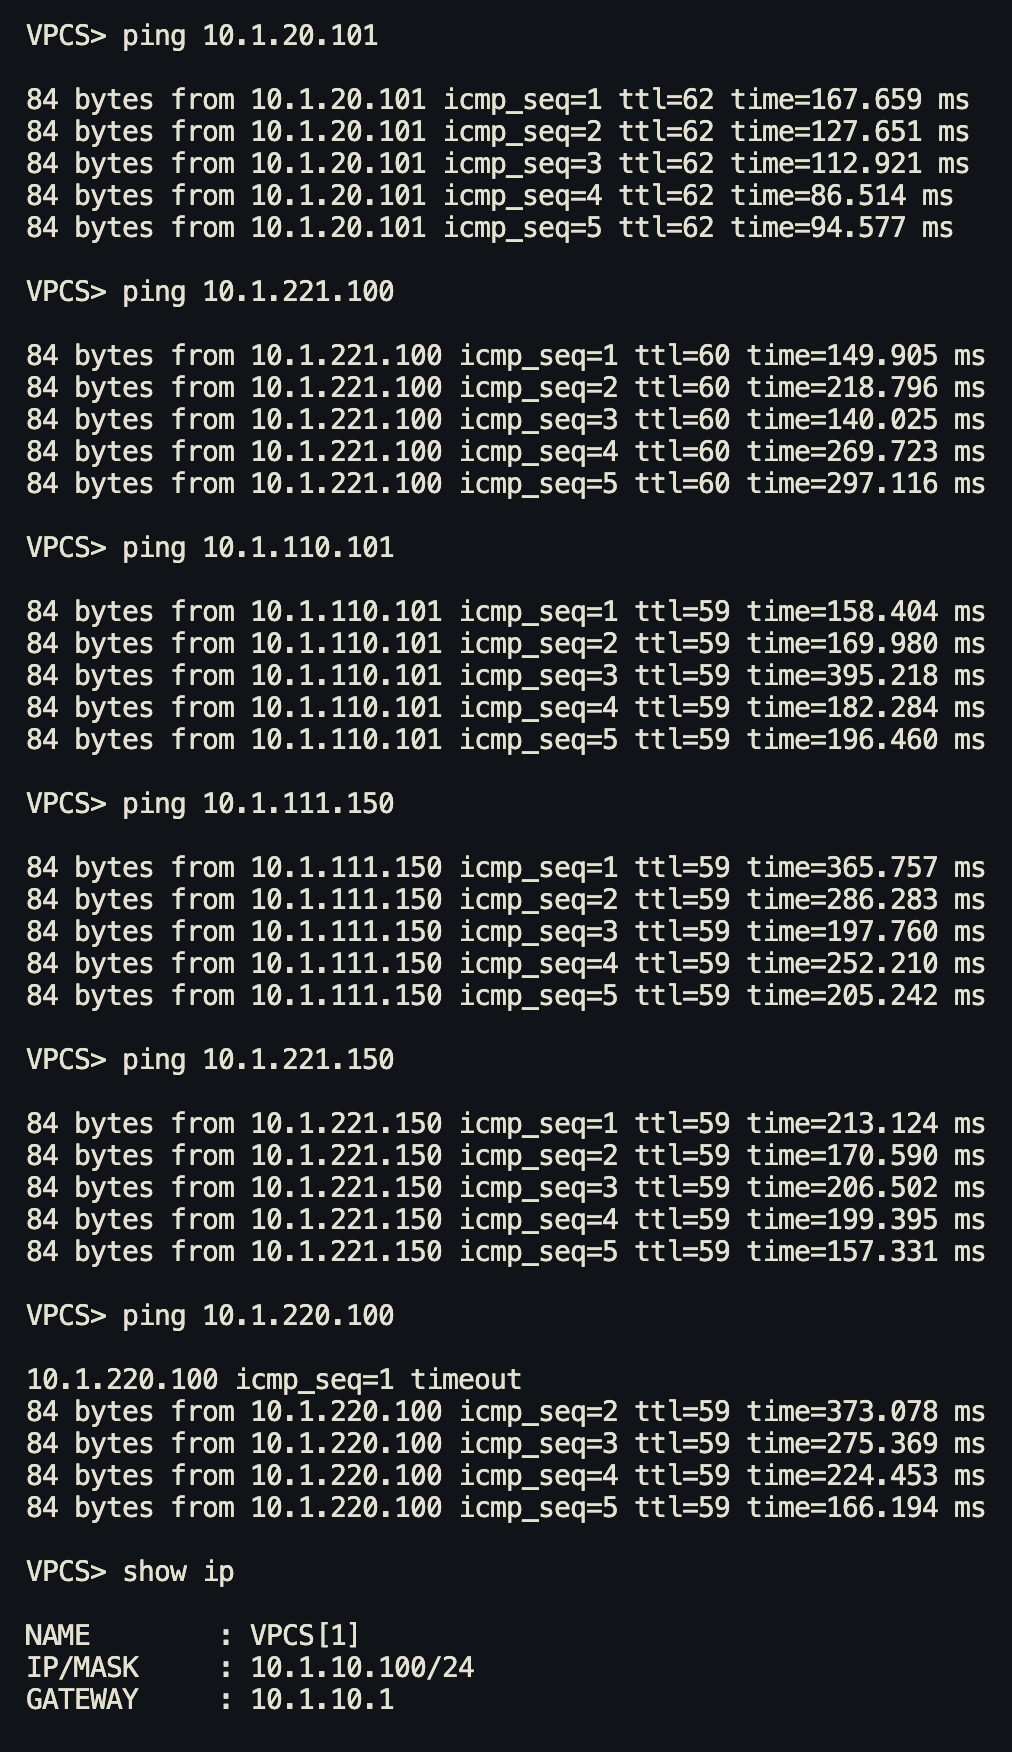 VPCS> ping 10.1.20.101
84 bytes from 10.1.20.101 icmp_seq=1 ttl=62 time=167.659 ms
84 bytes from 10.1.20.101 icmp_seq=2 ttl=62 time=127.651 ms
84 bytes from 10.1.20.101 icmp_seq=3 ttl=62 time=112.921 ms
84 bytes from 10.1.20.101 icmp_seq=4 ttl=62 time=86.514 ms
84 bytes from 10.1.20.101 icmp_seq=5 ttl=62 time=94.577 ms
VPCS> ping 10.1.221.100
84 bytes from 10.1.221.100 icmp_seq=1 ttl=60 time=149.905 ms
84 bytes from 10.1.221.100 icmp_seq=2 ttl=60 time=218.796 ms
84 bytes from 10.1.221.100 icmp_seq=3 ttl=60 time=140.025 ms
84 bytes from 10.1.221.100 icmp_seq=4 ttl=60 time=269.723 ms
84 bytes from 10.1.221.100 icmp_seq=5 ttl=60 time=297.116 ms
VPCS> ping 10.1.110.101
84 bytes from 10.1.110.101 icmp_seq=1 ttl=59 time=158.404 ms
84 bytes from 10.1.110.101 icmp_seq=2 ttl=59 time=169.980 ms
84 bytes from 10.1.110.101 icmp_seq=3 ttl=59 time=395.218 ms
84 bytes from 10.1.110.101 icmp_seq=4 ttl=59 time=182.284 ms
84 bytes from 10.1.110.101 icmp_seq=5 ttl=59 time=196.460 ms
VPCS> ping 10.1.111.150
84 bytes from 10.1.111.150 icmp_seq=1 ttl=59 time=365.757 ms
84 bytes from 10.1.111.150 icmp_seq=2 ttl=59 time=286.283 ms
84 bytes from 10.1.111.150 icmp_seq=3 ttl=59 time=197.760 ms
84 bytes from 10.1.111.150 icmp_seq=4 ttl=59 time=252.210 ms
84 bytes from 10.1.111.150 icmp_seq=5 ttl=59 time=205.242 ms
VPCS> ping 10.1.221.150
84 bytes from 10.1.221.150 icmp_seq=1 ttl=59 time=213.124 ms
84 bytes from 10.1.221.150 icmp_seq=2 ttl=59 time=170.590 ms
84 bytes from 10.1.221.150 icmp_seq=3 ttl=59 time=206.502 ms
84 bytes from 10.1.221.150 icmp_seq=4 ttl=59 time=199.395 ms
84 bytes from 10.1.221.150 icmp_seq=5 ttl=59 time=157.331 ms
VPCS> ping 10.1.220.100
10.1.220.100 icmp_seq=1 timeout
84 bytes from 10.1.220.100 icmp_seq=2 ttl=59 time=373.078 ms
84 bytes from 10.1.220.100 icmp_seq=3 ttl=59 time=275.369 ms
84 bytes from 10.1.220.100 icmp_seq=4 ttl=59 time=224.453 ms
84 bytes from 10.1.220.100 icmp_seq=5 ttl=59 time=166.194 ms
VPCS> show ip
NAME        : VPCS[1]
IP/MASK     : 10.1.10.100/24
GATEWAY     : 10.1.10.1